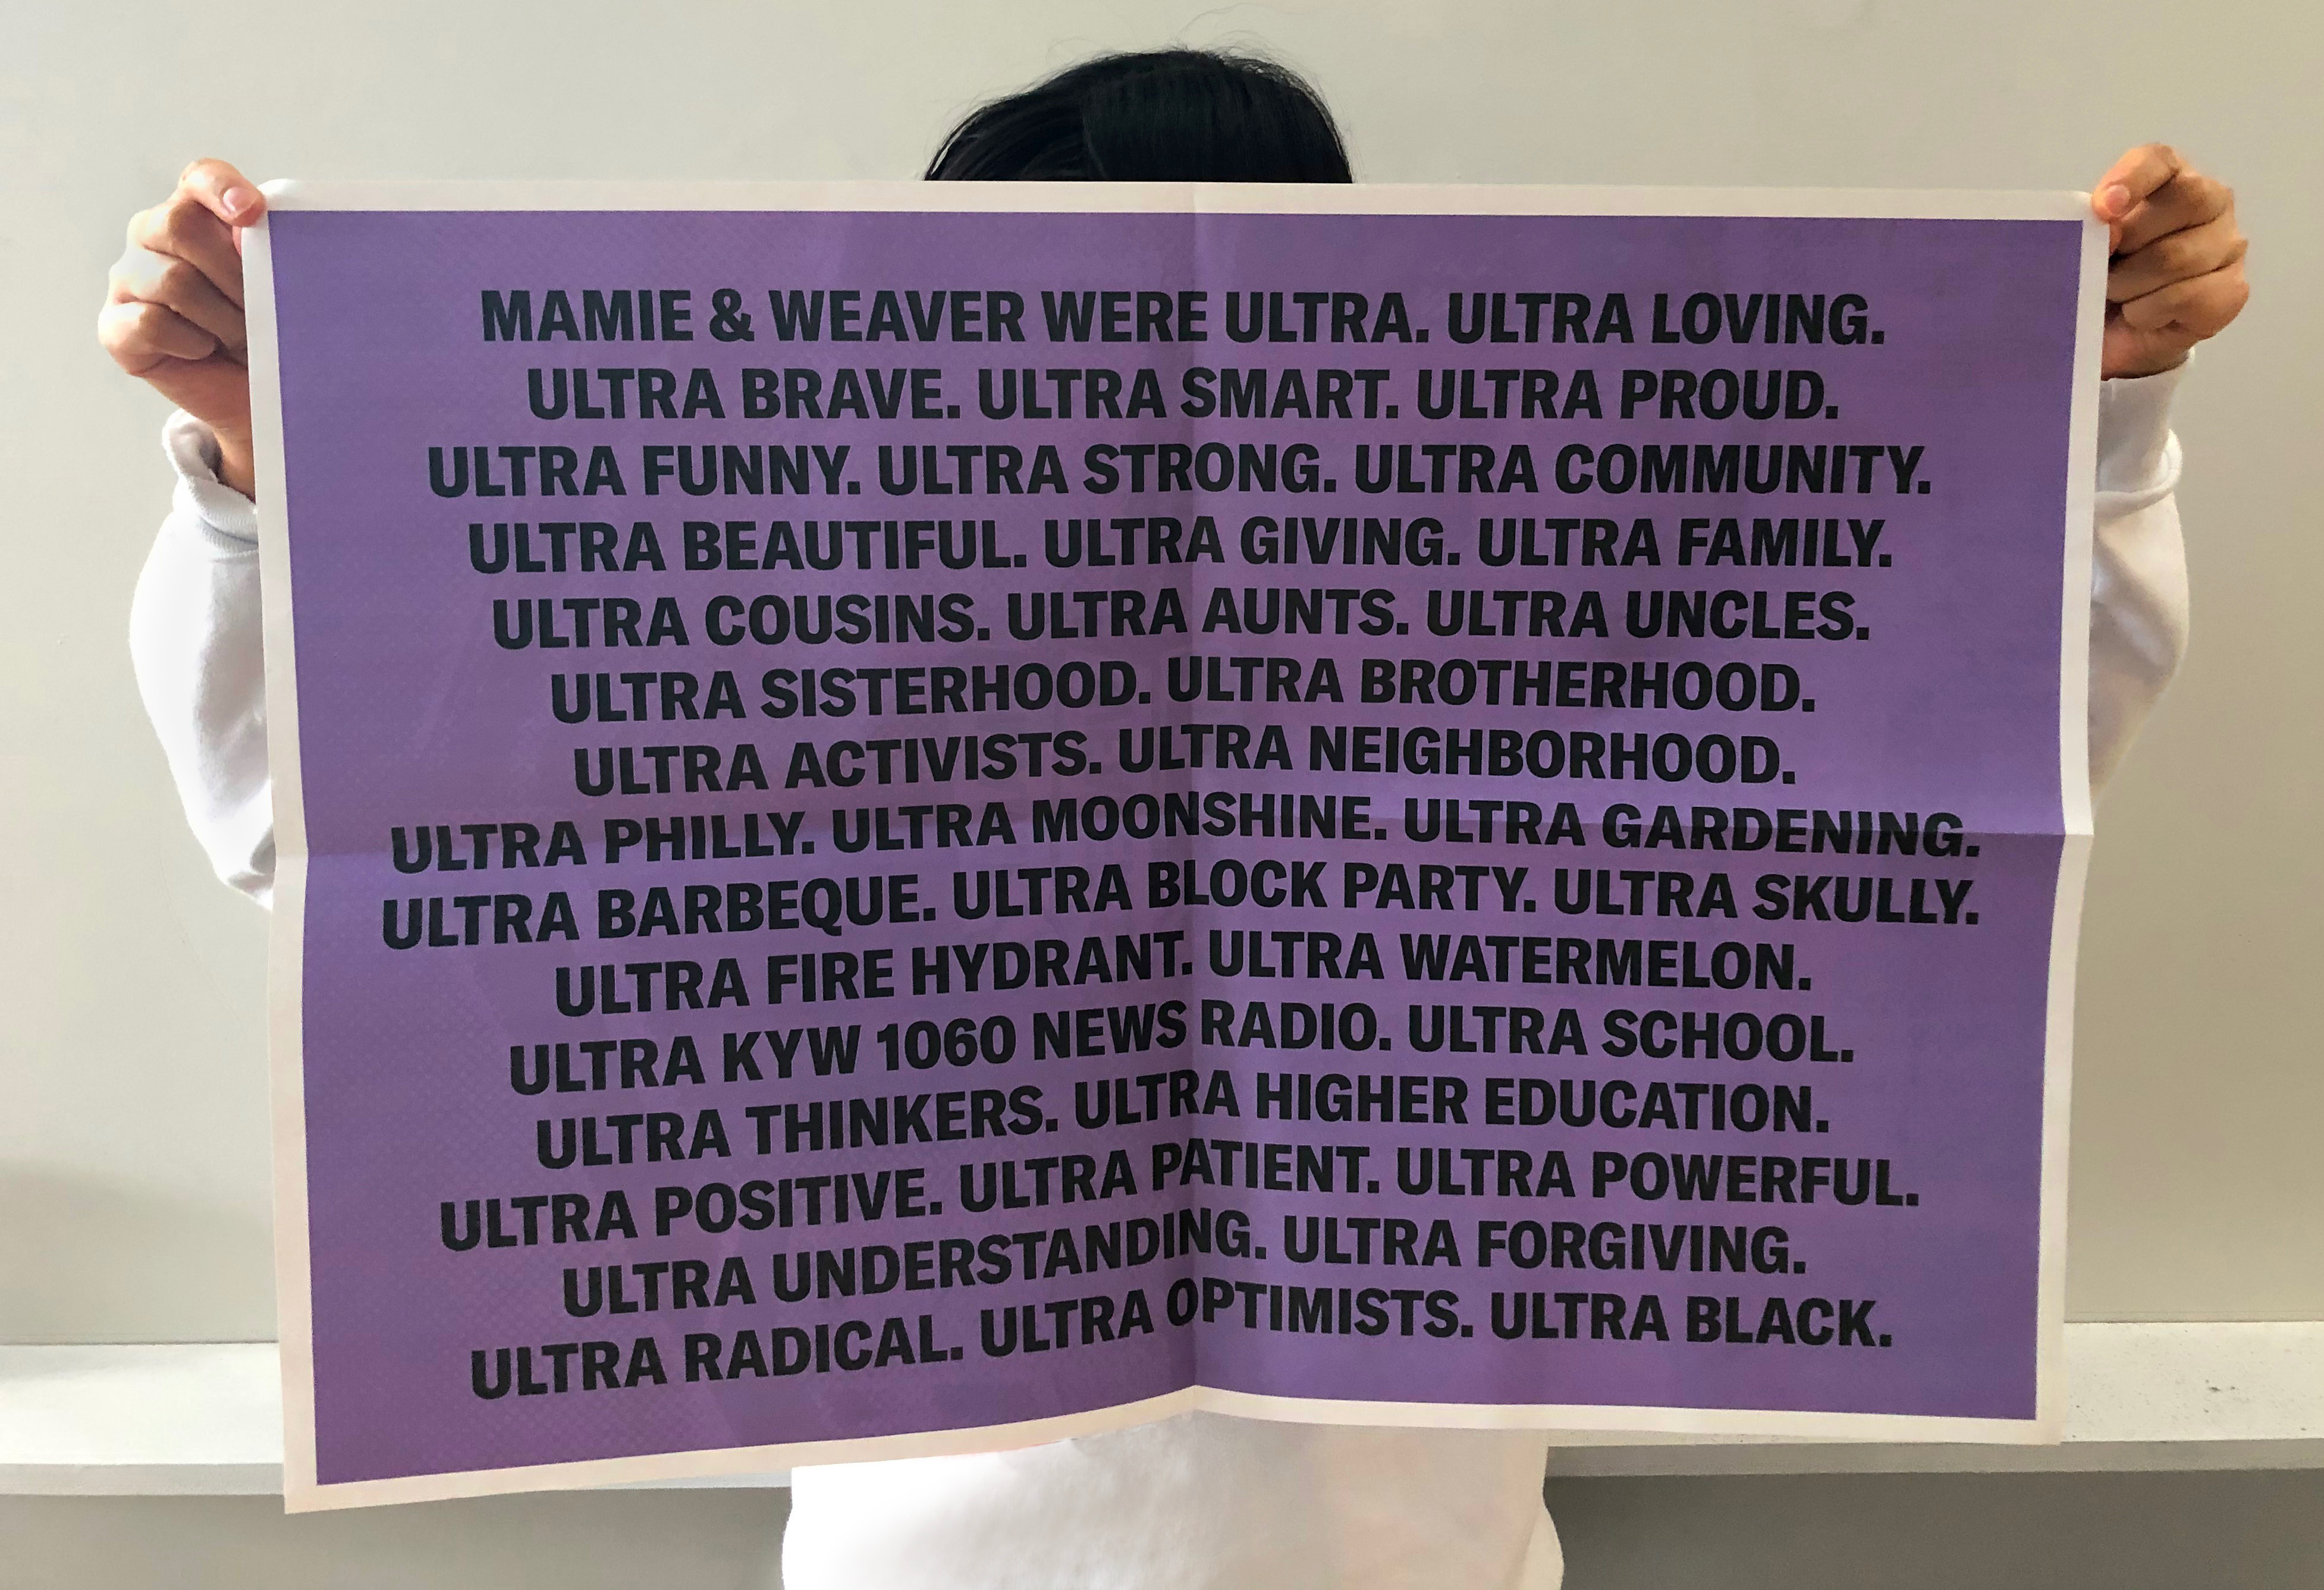 MAMIE & WEAVER WERE ULTRA. ULTRA LOVING.
ULTRA BRAVE. ULTRA SMART. ULTRA PROUD.
ULTRA FUNNY. ULTRA STRONG. ULTRA COMMUNITY.
ULTRA BEAUTIFUL. ULTRA GIVING. ULTRA FAMILY.
ULTRA COUSINS. ULTRA AUNTS. ULTRA UNCLES.
ULTRA SISTERHOOD. ULTRA BROTHERHOOD.
ULTRA ACTIVISTS. ULTRA NEIGHBORHOOD.
ULTRA PHILLY. ULTRA MOONSHINE. ULTRA GARDENING.
ULTRA BARBEQUE. ULTRA BLOCK PARTY. ULTRA SKULLY.
ULTRA FIRE HYDRANT. ULTRA WATERMELON.
ULTRA KYW 1060 NEWS RADIO. ULTRA SCHOOL.
ULTRA THINKERS. ULTRA HIGHER EDUCATION.
ULTRA POSITIVE. ULTRA PATIENT. ULTRA POWERFUL.
ULTRA UNDERSTANDING. ULTRA FORGIVING.
ULTRA RADICAL. ULTRA OPTIMISTS. ULTRA BLACK.